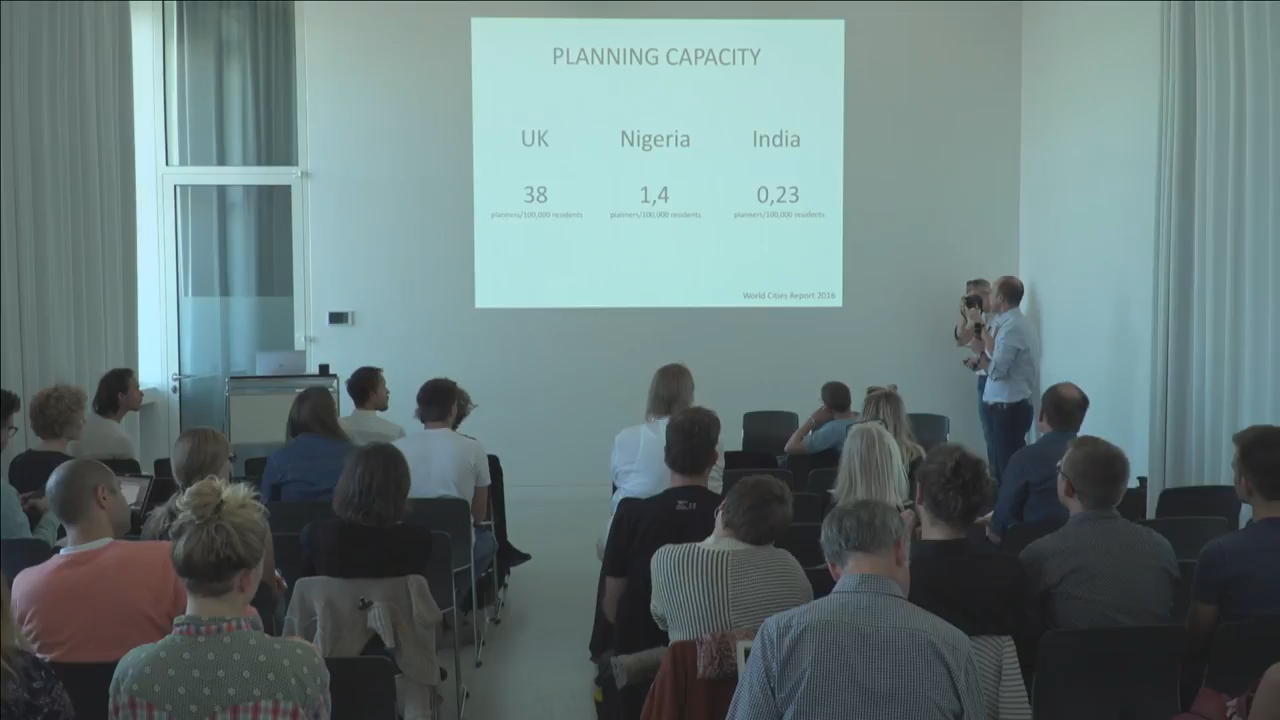 PLANNING CAPACITY
UK Nigeria India
38 1,4 0,23
planners/100,000 residents planners/100,000 residents planners/100,000 residents
World Cities Report 2016